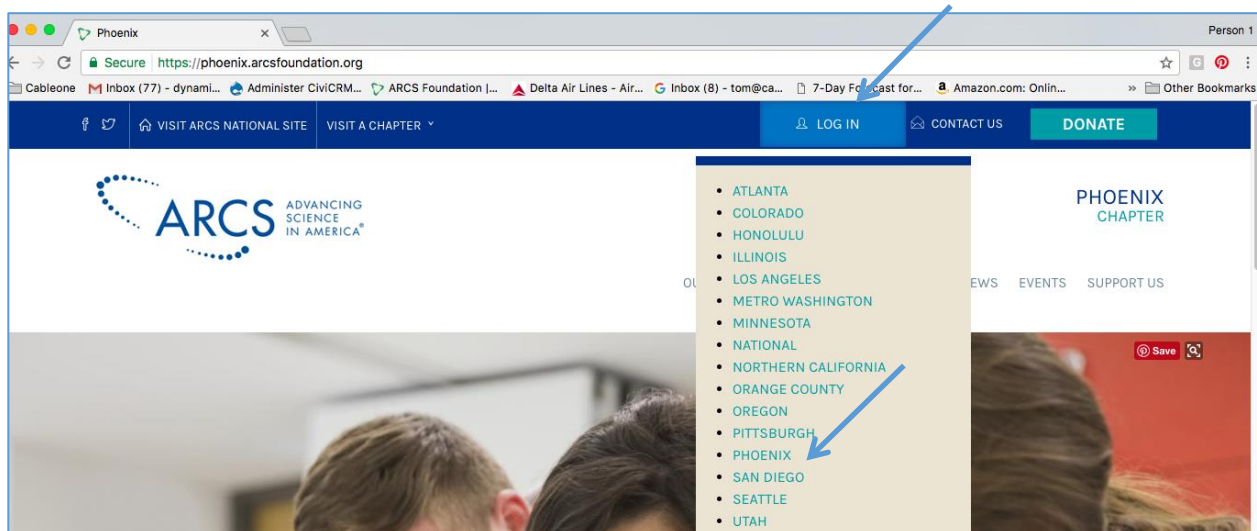 Phoenix
Person 1
Secure https://phoenix.arcsfoundation.org
Cableone Inbox (77) - dynami... Administer CiviCRM... ARCS Foundation |... Delta Air Lines - Air... Inbox (8) - tom@ca... 7-Day Forecast for... Amazon.com: Onlin... » Other Bookmarks
VISIT ARCS NATIONAL SITE VISIT A CHAPTER LOG IN CONTACT US DONATE
ARCS ADVANCING
SCIENCE
IN AMERICA®
PHOENIX
CHAPTER
EWS EVENTS SUPPORT US
• ATLANTA
• COLORADO
• HONOLULU
• ILLINOIS
• LOS ANGELES
• METRO WASHINGTON
• MINNESOTA
• NATIONAL
• NORTHERN CALIFORNIA
• ORANGE COUNTY
• OREGON
• PITTSBURGH
• PHOENIX
• SAN DIEGO
• SEATTLE
• UTAH
Save